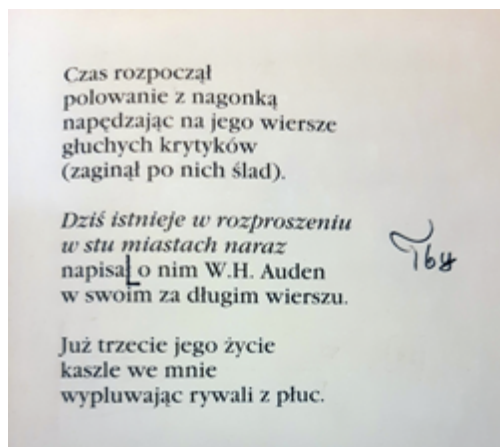 Czas rozpoczął
polowanie z nagonką
napędzając na jego wiersze
głuchych krytyków
(zaginął po nich ślad).
Dziś istnieje w rozproszeniu
w stu miastach naraz
napisał o nim W.H. Auden
w swoim za długim wierszu.
Już trzecie jego życie
kaszle we mnie
wypluwając rywali z płuc.